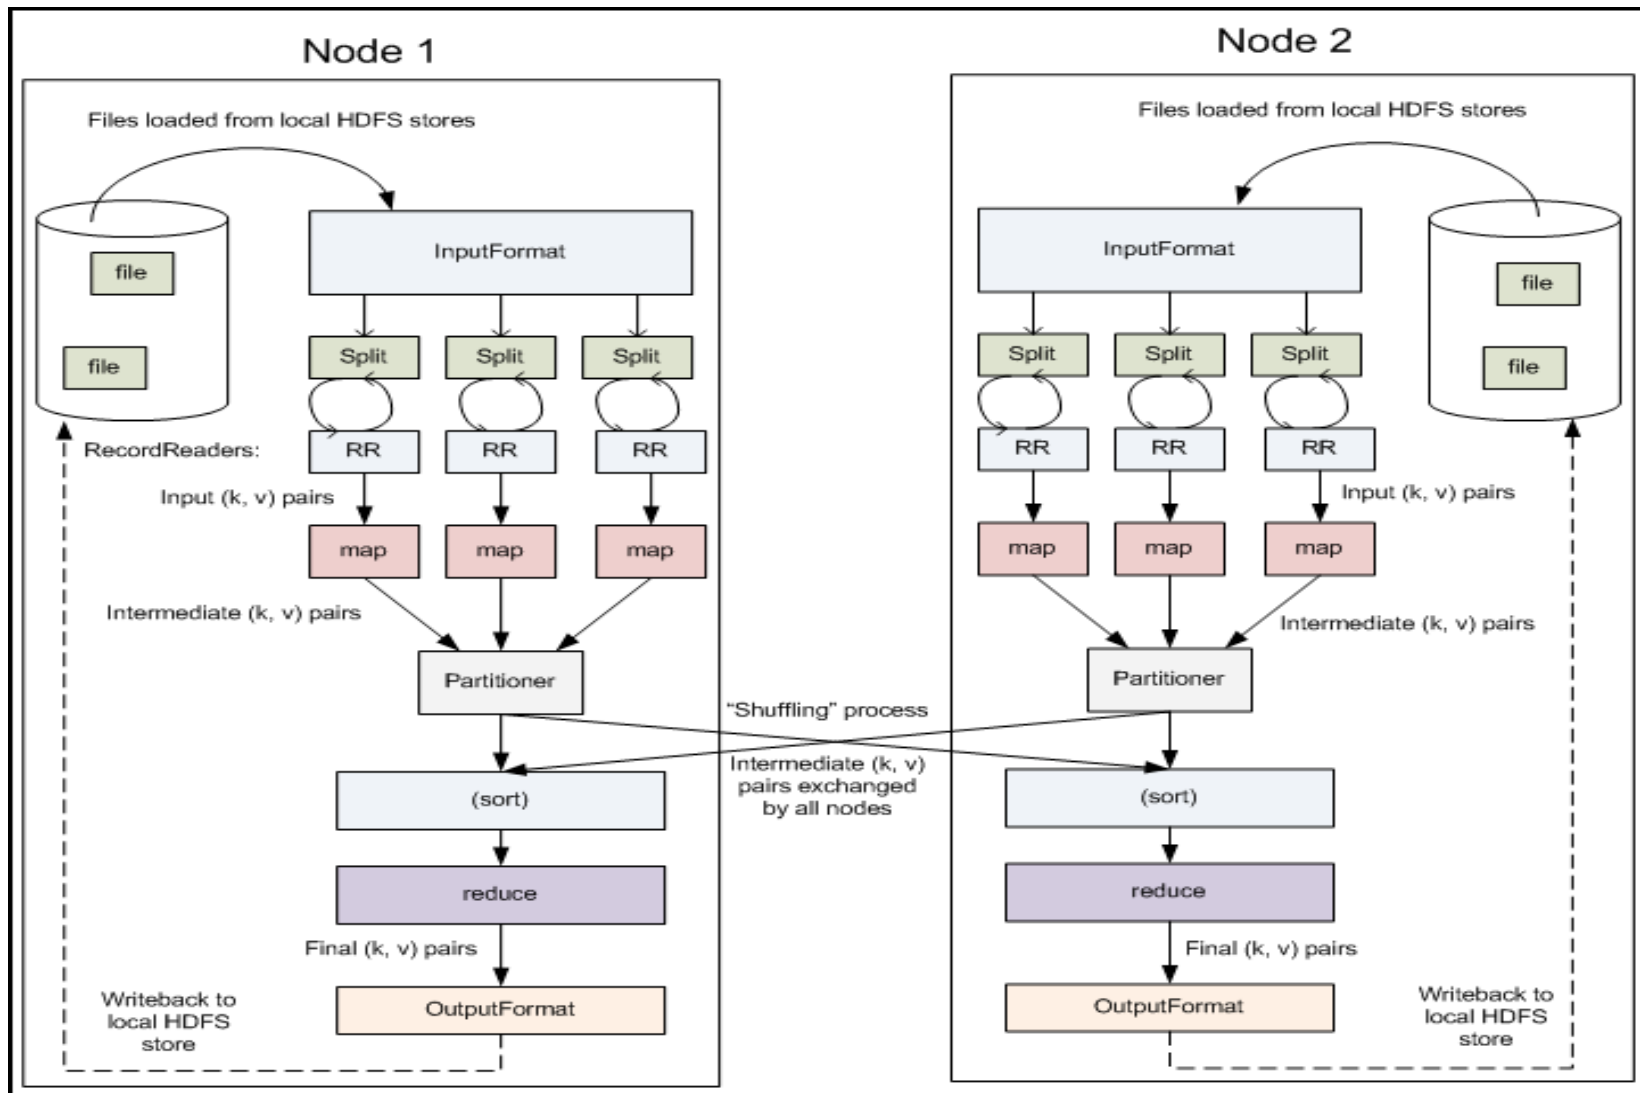 Node 1
Files loaded from local HDFS stores
file
file
InputFormat
Split
Split
Split
RecordReaders:
RR
RR
RR
Input (k, v) pairs
map
map
map
Intermediate (k, v) pairs
Partitioner
(sort)
reduce
Final (k, v) pairs
OutputFormat
Writeback to
local HDFS
store
"Shuffling" process
Intermediate (k, v)
pairs exchanged
by all nodes
Node 2
Files loaded from local HDFS stores
InputFormat
file
file
Split
Split
Split
RR
RR
RR
Input (k, v) pairs
map
map
map
Intermediate (k, v) pairs
Partitioner
(sort)
reduce
Final (k, v) pairs
OutputFormat
Writeback to
local HDFS
store